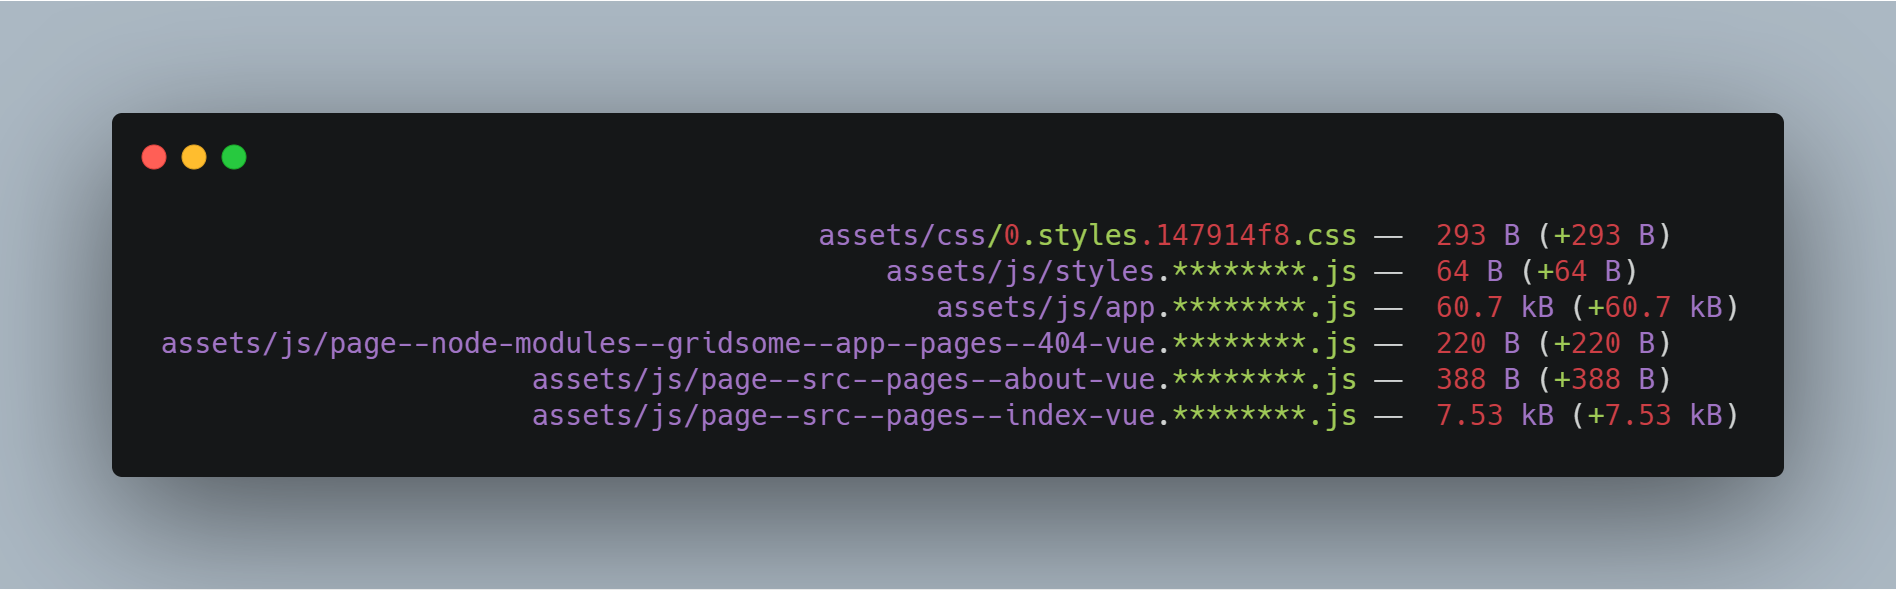 assets/css/0.styles.147914f8.css — 293 B (+293 B)
assets/js/styles.********.js — 64 B (+64 B)
assets/js/app.********.js — 60.7 kB (+60.7 kB)
assets/js/page--node-modules--gridsome--app--pages--404-vue.********.js — 220 B (+220 B)
assets/js/page--src--pages--about-vue.********.js — 388 B (+388 B)
assets/js/page--src--pages--index-vue.********.js — 7.53 kB (+7.53 kB)